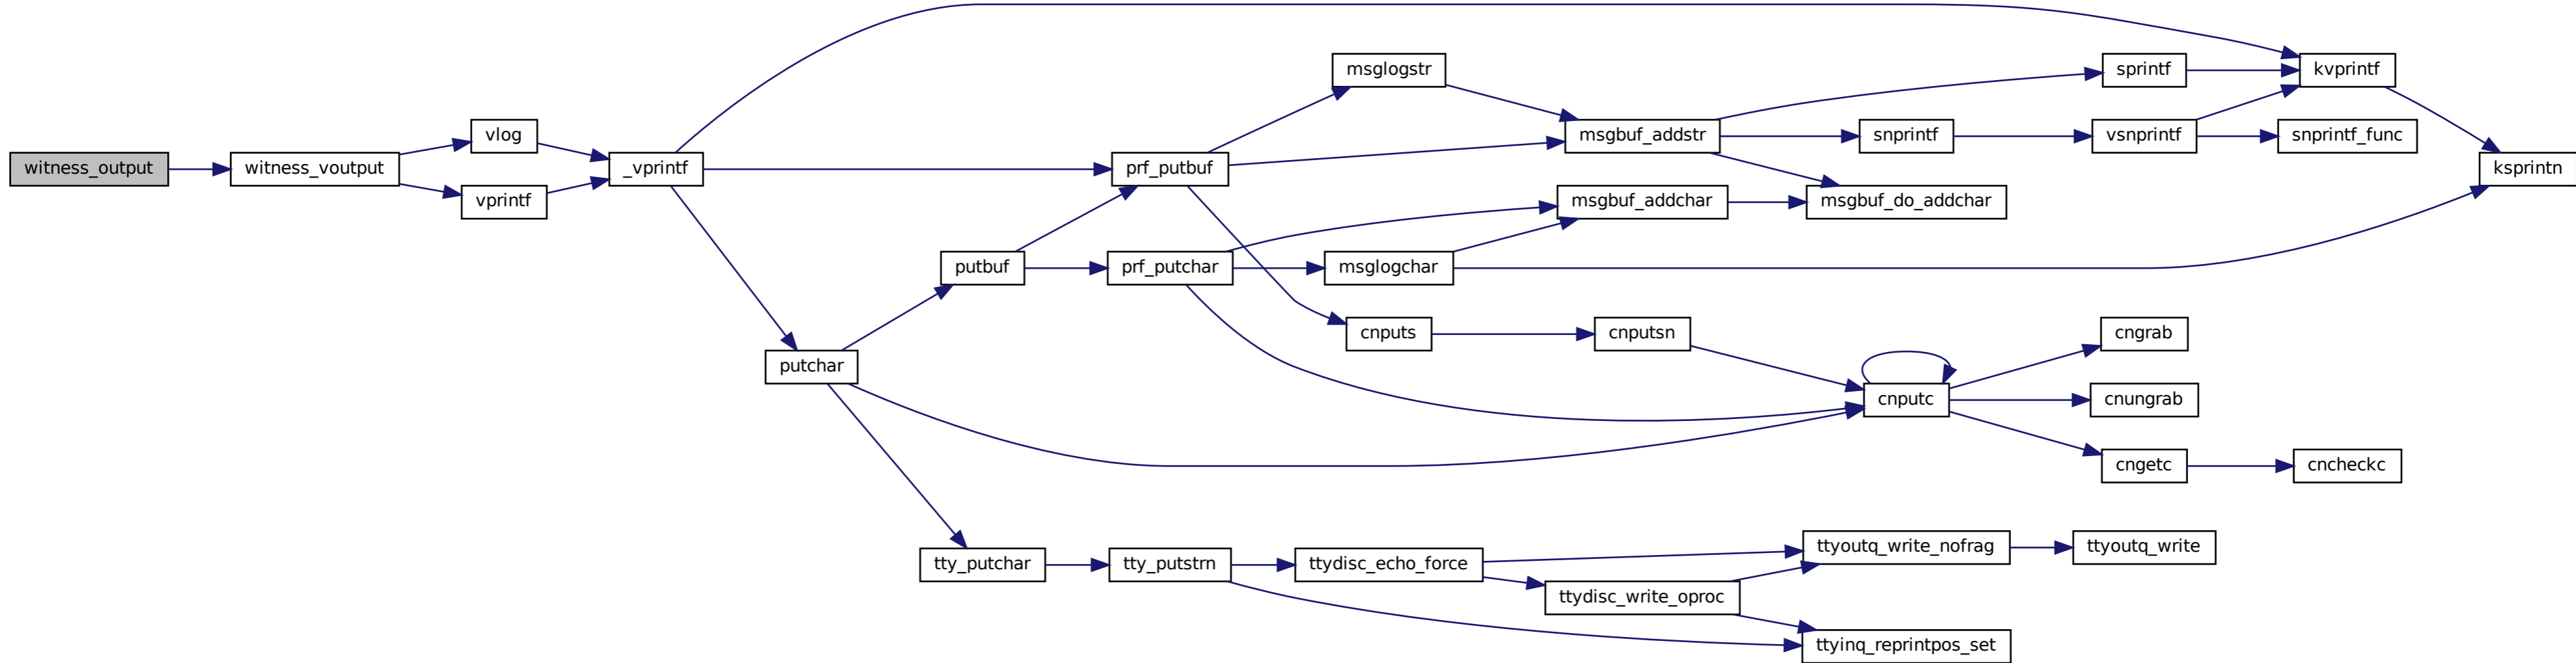 witness_output
witness_voutput
vlog
vprintf
_vprintf
putchar
putbuf
tty_putchar
prf_putbuf
prf_putchar
tty_putstrn
msglogstr
msglogchar
cnputs
ttydisc_echo_force
msgbuf_addstr
msgbuf_addchar
cnputsn
ttydisc_write_oproc
snprintf
msgbuf_do_addchar
cnputc
ttyoutq_write_nofrag
ttyinq_reprintpos_set
sprintf
vsnprintf
cngrab
cnungrab
cngetc
ttyoutq_write
kvprintf
snprintf_func
cncheckc
ksprintn